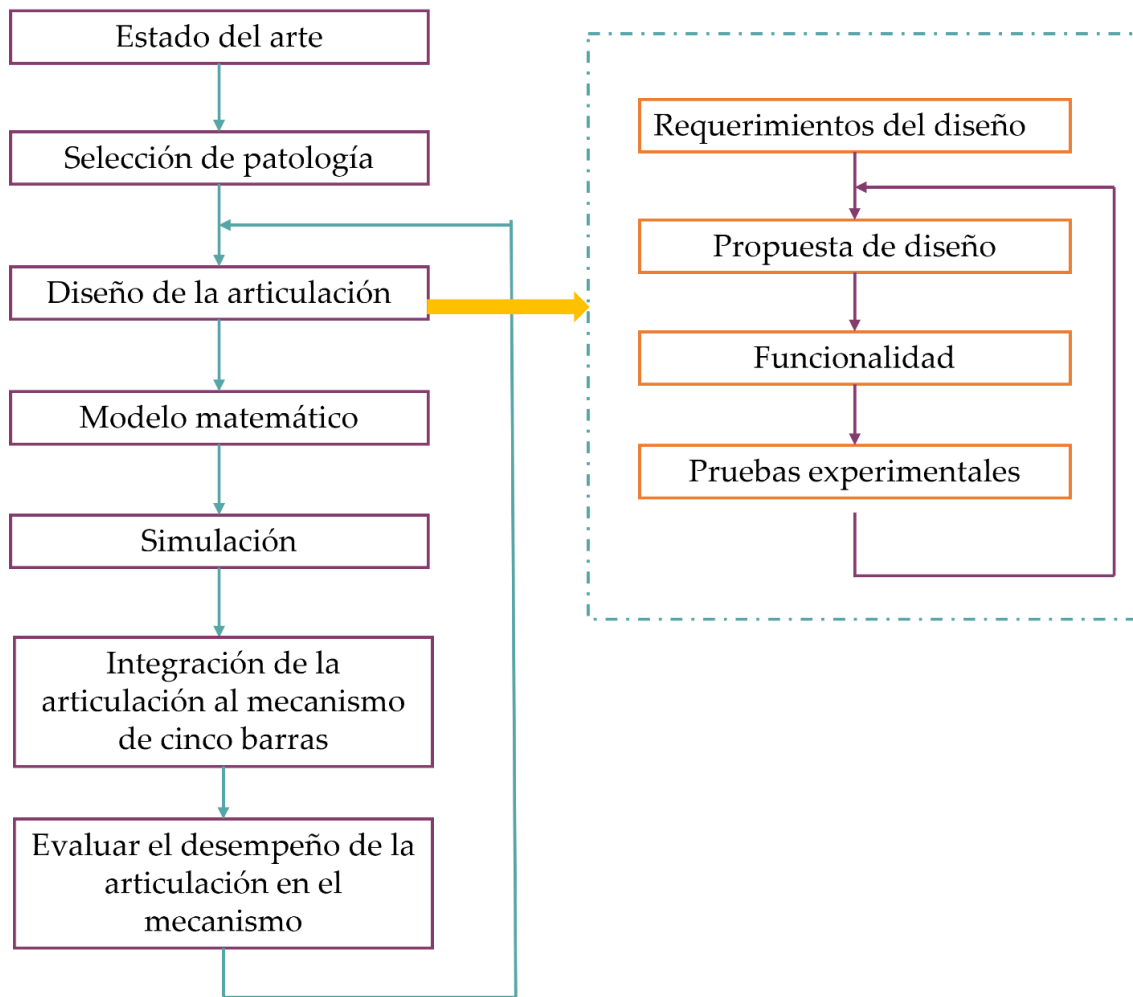 Estado del arte
Selección de patología
Diseño de la articulación
Modelo matemático
Simulación
Integración de la
articulación al mecanismo
de cinco barras
Evaluar el desempeño de la
articulación en el
mecanismo
Requerimientos del diseño
Propuesta de diseño
Funcionalidad
Pruebas experimentales